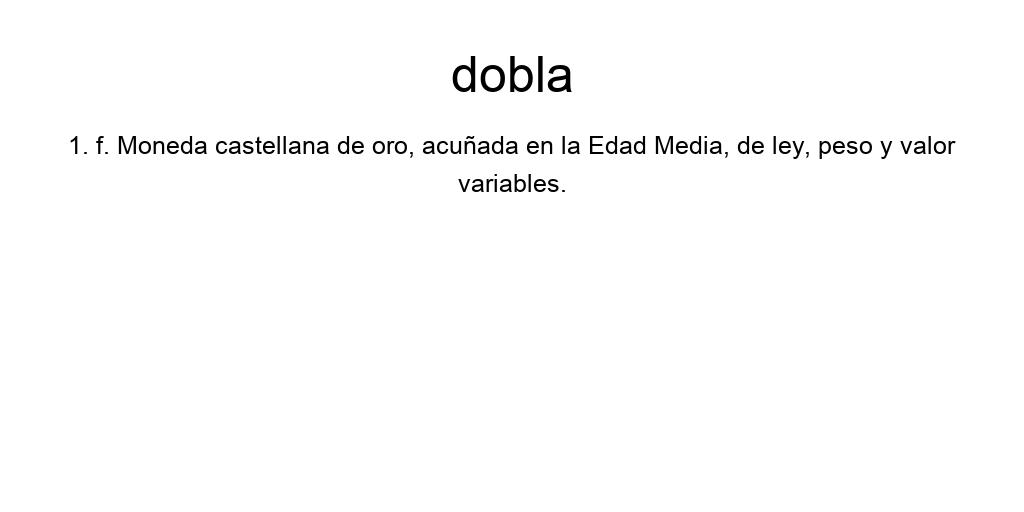 dobla
1. f. Moneda castellana de oro, acuñada en la Edad Media, de ley, peso y valor
variables.